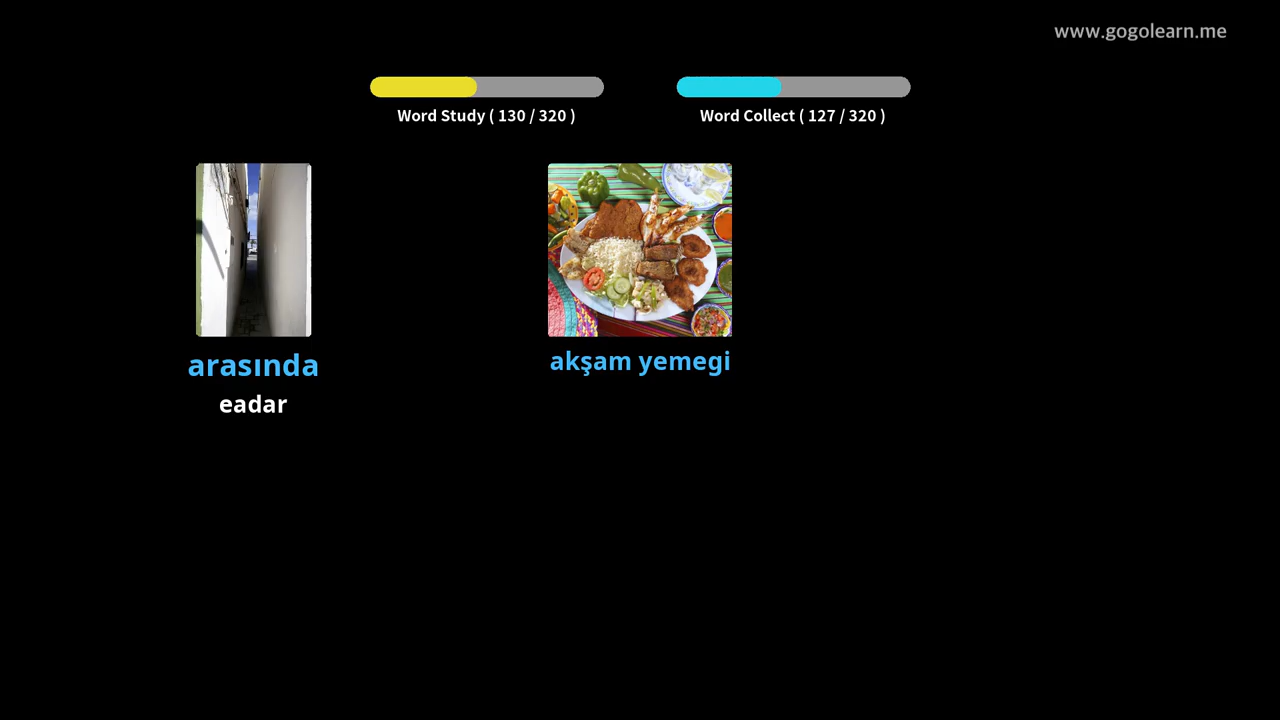 www.gogolearn.me
Word Study ( 130 / 320 )
Word Collect ( 127 / 320 )
arasında
eadar
akşam yemegi